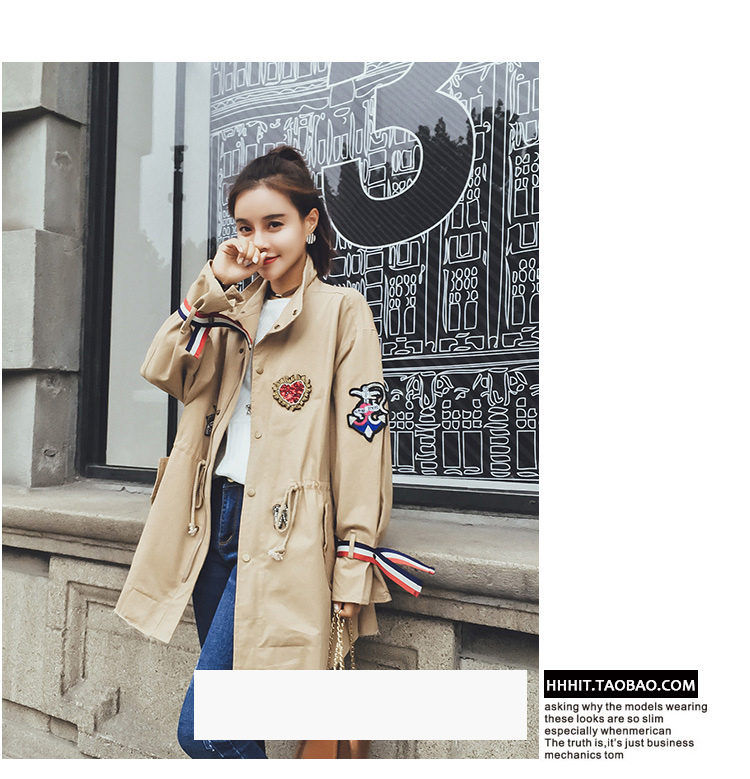 3
HHHIT.TAOBAO.COM
asking why the models wearing
these looks are so slim
especially whenmerican
The truth is,it's just business
mechanics tom